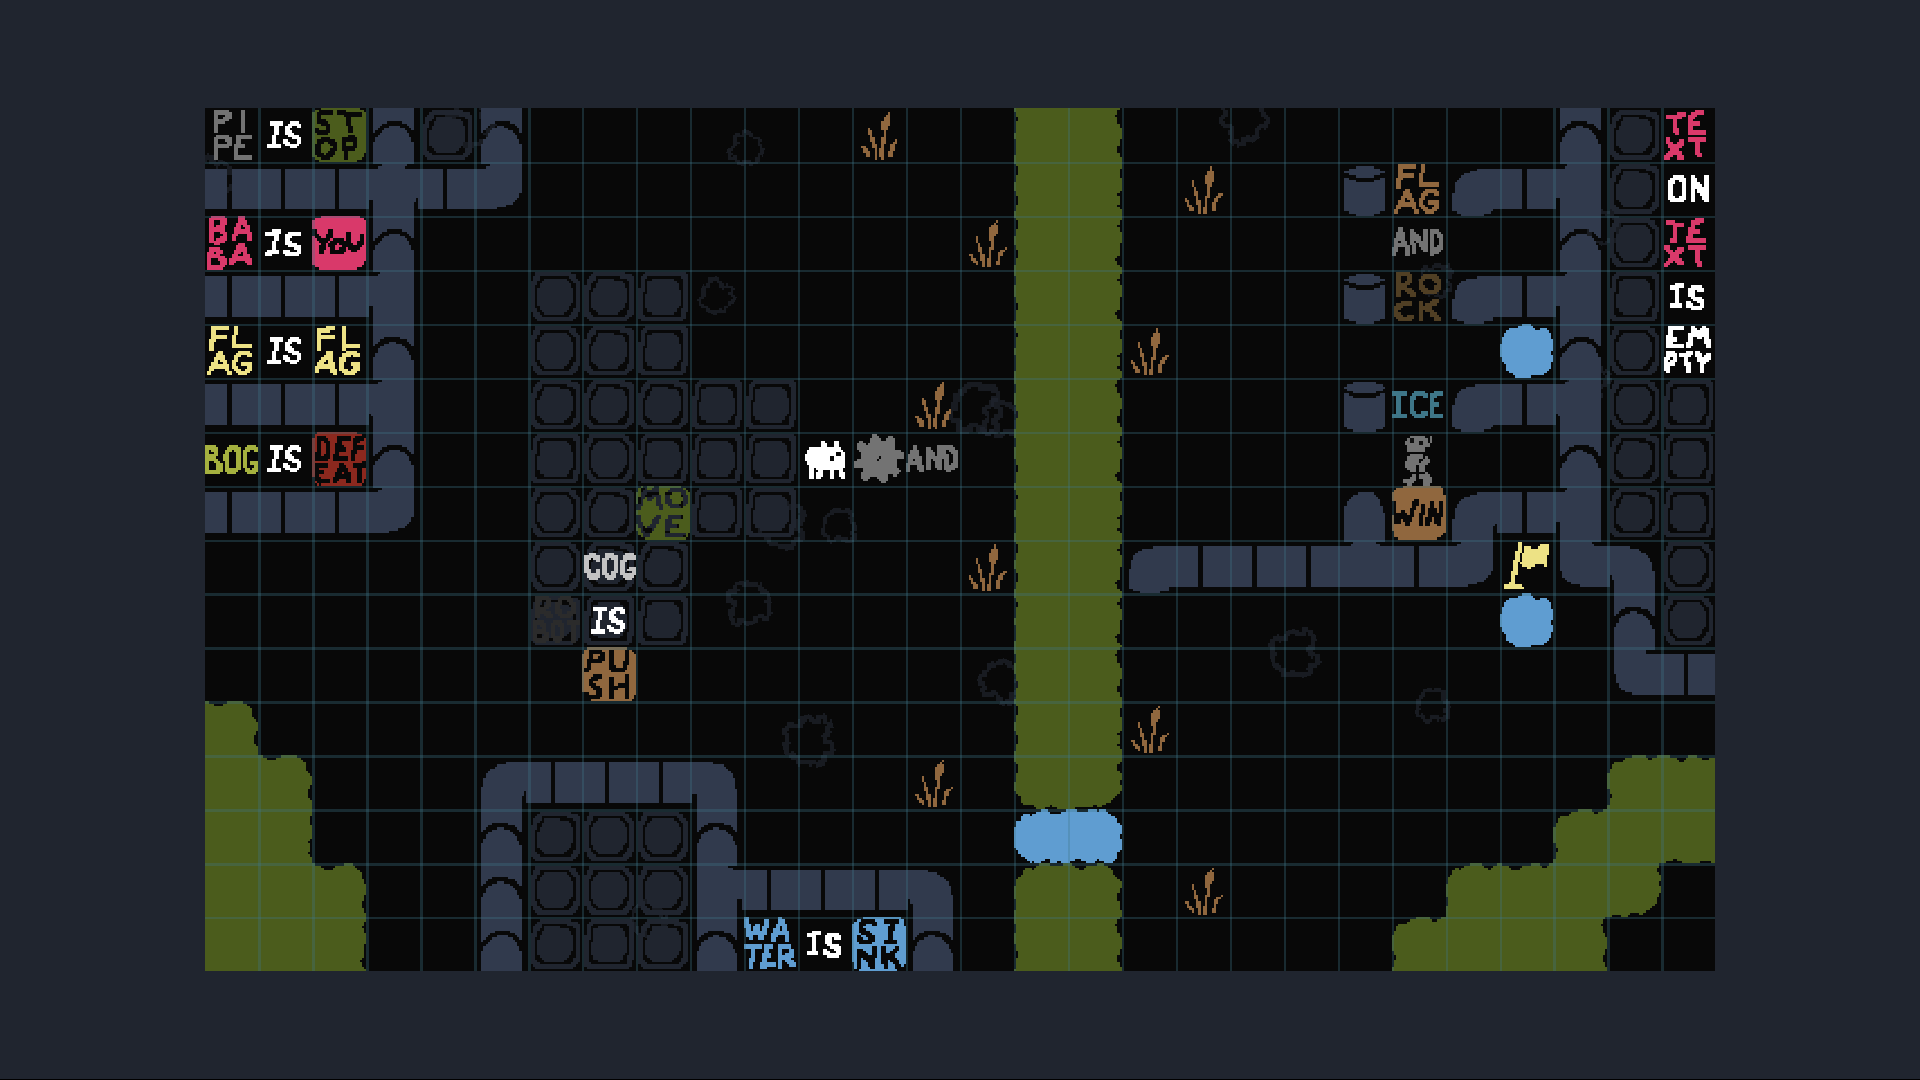 PIPE IS STOP
TEXT
FLAG
ON
BABA IS YOU
AND
TEXT
ROCK
IS
FLAG IS FLAG
EMPTY
ICE
BOG IS DEFEAT
AND
MOVE
WIN
COG
ROBOT IS
PUSH
WATER IS SINK